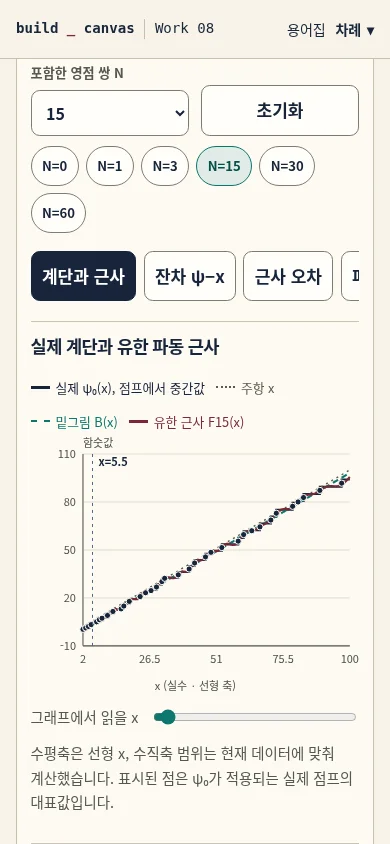 build _ canvas Work 08 용어집 차례 ▼
포함한 영점 쌍 N
15 초기화
N=0 N=1 N=3 N=15 N=30
N=60
계단과 근사 잔차 ψ−x 근사 오차
실제 계단과 유한 파동 근사
실제 ψ₀(x), 점프에서 중간값 주항 x
밑그림 B(x) 유한 근사 F15(x)
함숫값
x=5.5
110
80
50
20
-10
2 26.5 51 75.5 100
x (실수 · 선형 축)
그래프에서 읽을 x
수평축은 선형 x, 수직축 범위는 현재 데이터에 맞춰
계산했습니다. 표시된 점은 ψ₀가 적용되는 실제 점프의
대표값입니다.